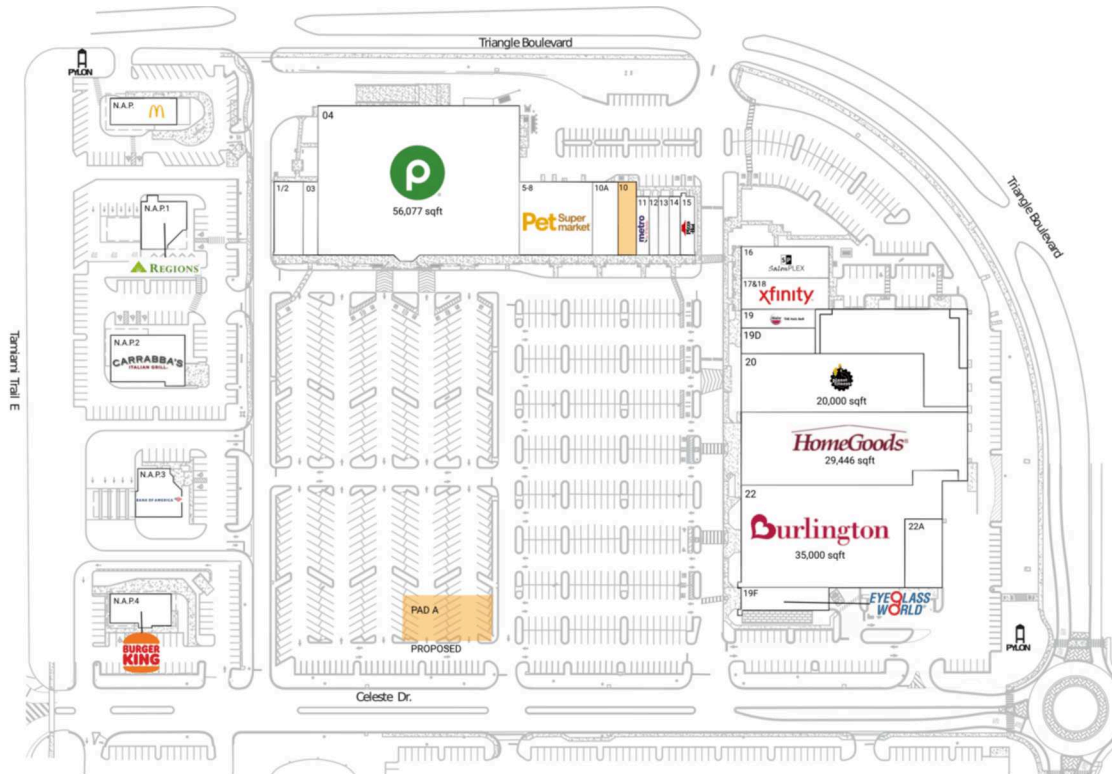 Triangle Boulevard
PYLON
N.A.P.
04
P
56,077 sqft
1/2
03
5-8
Pet Super
market
10A
10
11
12
13
14
15
metro
N.A.P.1
REGIONS
N.A.P.2
CARRABBA'S
ITALIAN GRILL
N.A.P.3
BANK OF AMERICA
N.A.P.4
BURGER
KING
Tamiami Trail E
Triangle Boulevard
16
SalonPLEX
17&18
xfinity
19
19D
20
20,000 sqft
HomeGoods
29,446 sqft
22
Burlington
35,000 sqft
22A
19F
EYEGLASS
WORLD
PAD A
PROPOSED
PYLON
Celeste Dr.